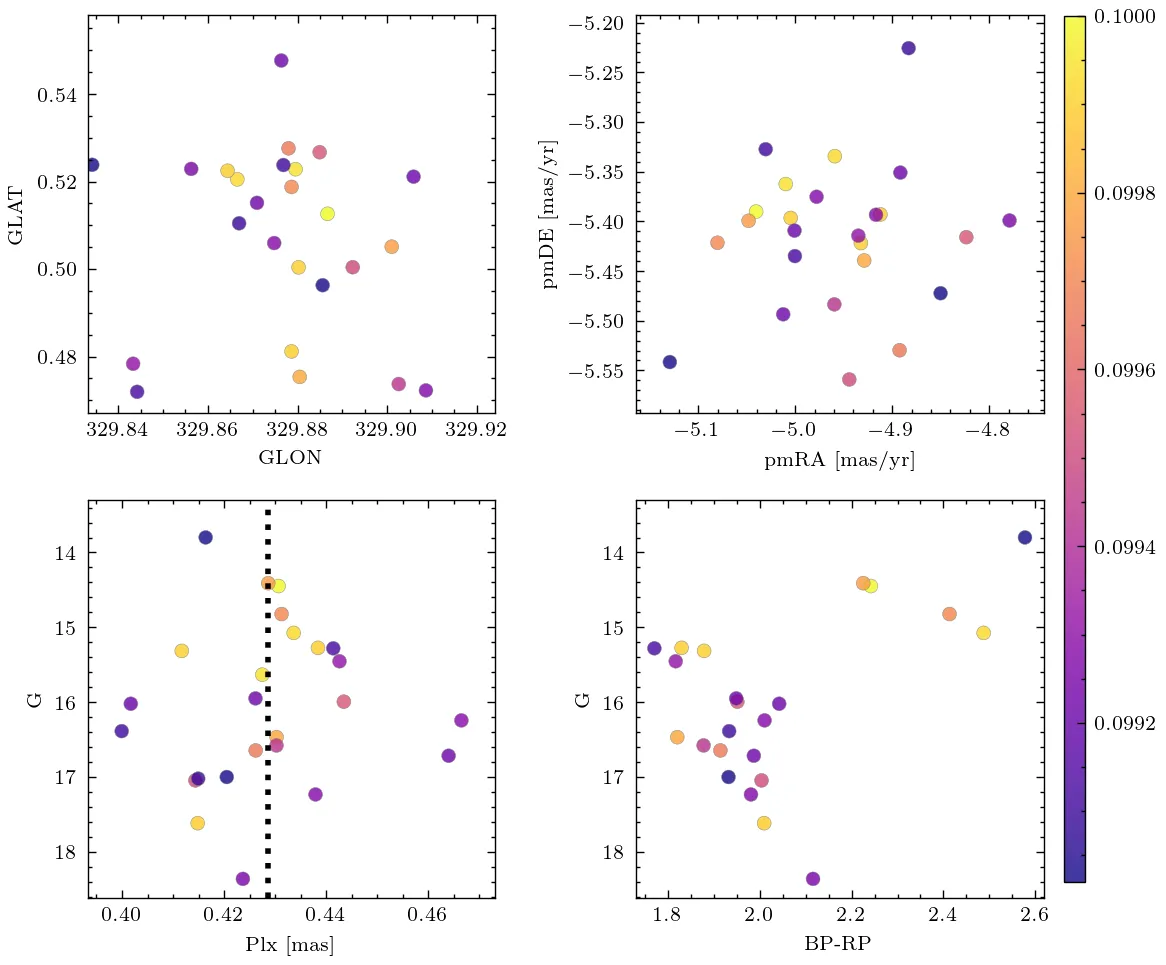 0.54
0.52
0.50
0.48
GLAT
329.84 329.86 329.88 329.90 329.92
GLON
−5.20
−5.25
−5.30
−5.35
−5.40
−5.45
−5.50
−5.55
pmDE [mas/yr]
−5.1 −5.0 −4.9 −4.8
pmRA [mas/yr]
0.1000
0.0998
0.0996
0.0994
0.0992
14
15
16
17
18
G
0.40 0.42 0.44 0.46
Plx [mas]
14
15
16
17
18
G
1.8 2.0 2.2 2.4 2.6
BP-RP